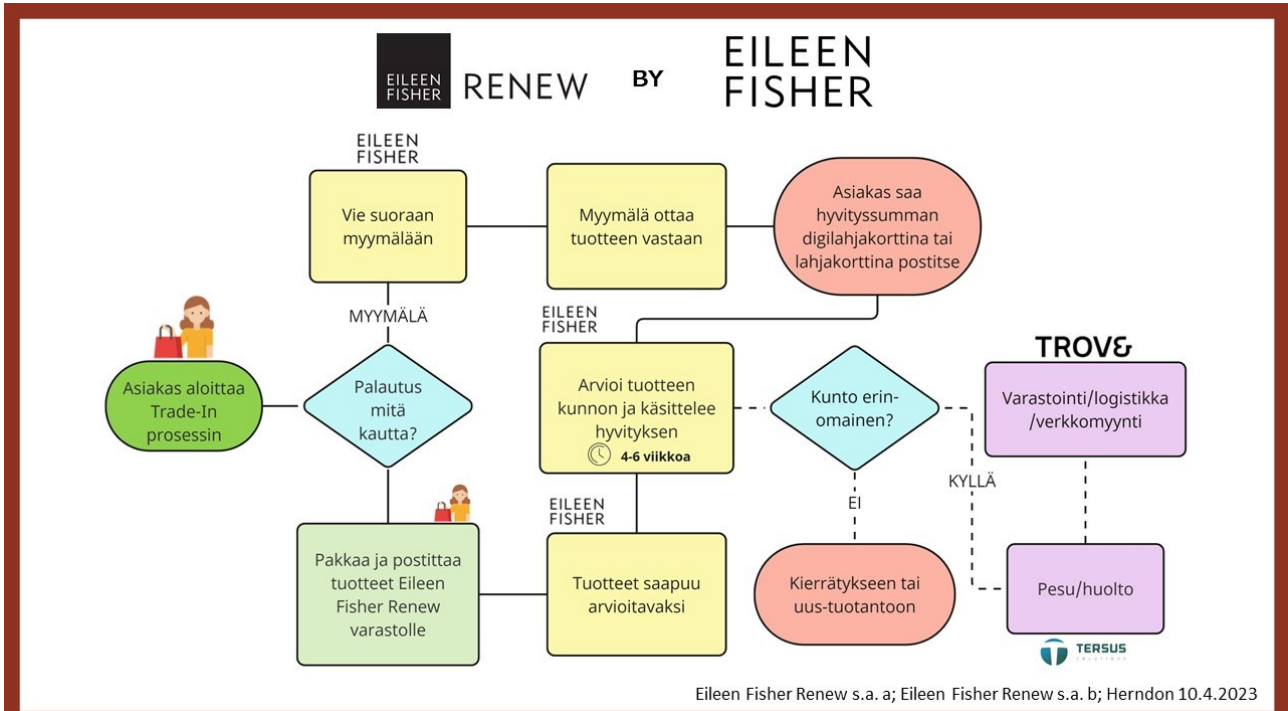 EILEEN
FISHER
RENEW
BY
EILEEN
FISHER
EILEEN
FISHER
Vie suoraan
myymälään
Myymälä ottaa
tuotteen vastaan
Asiakas saa
hyvityssumman
digilahjakorttina tai
lahjakorttina postitse
MYYMÄLÄ
Asiakas aloittaa
Trade-In
prosessin
Palautus
mitä
kautta?
EILEEN
FISHER
Arvioi tuotteen
kunnon ja käsittelee
hyvityksen
4-6 viikkoa
Kunto erin-
omainen?
TROV&
Varastointi/logistikka
/verkkomyynti
KYLLÄ
EI
Pakkaa ja postittaa
tuotteet Eileen
Fisher Renew
varastolle
EILEEN
FISHER
Tuotteet saapuu
arvioitavaksi
Kierrätykseen tai
uus-tuotantoon
Pesu/huolto
TERSUS
SOLUTIONS
Eileen Fisher Renew s.a. a; Eileen Fisher Renew s.a. b; Herndon 10.4.2023